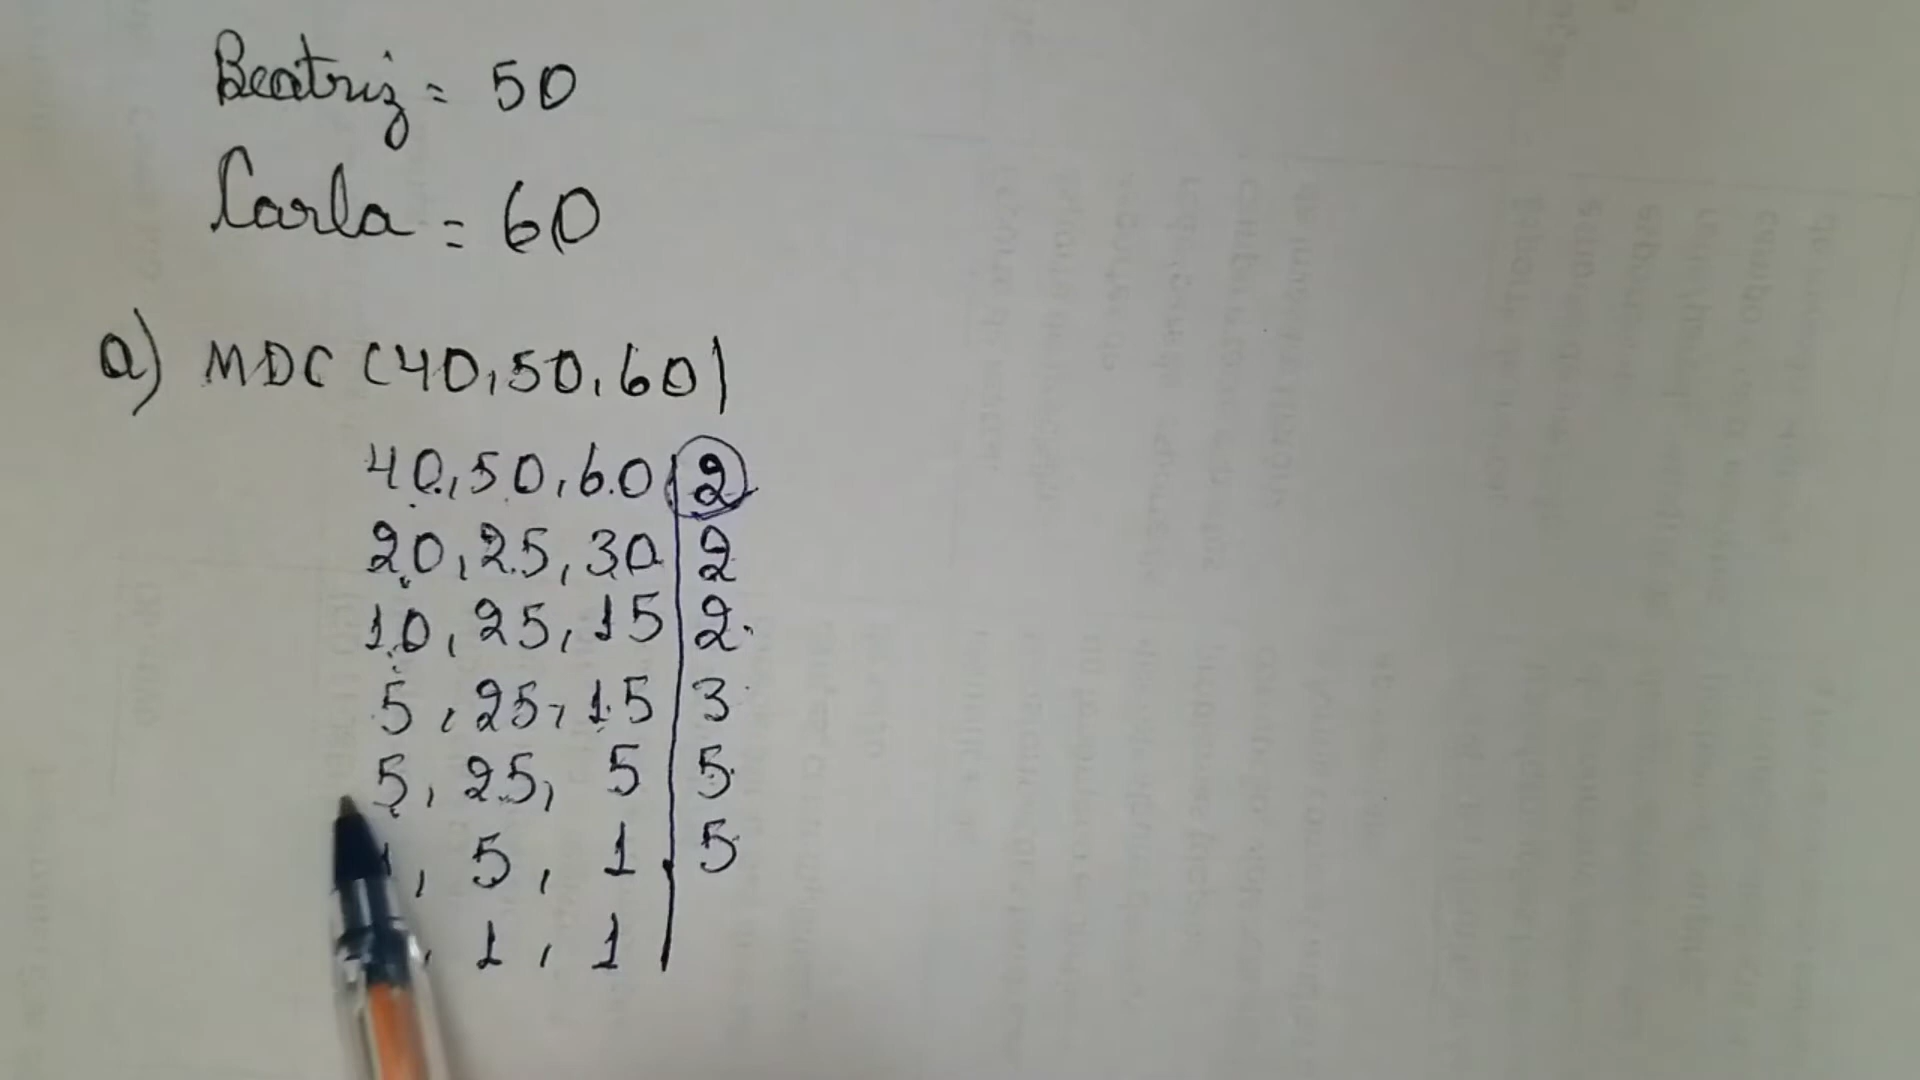 Beatriz = 50
Carla = 60
a) MDC (40,50,60)
40,50,60 2
20,25,30 2
10,25,15 2
5,25,15 3
5,25,5 5
1,5,1 5
,1,1